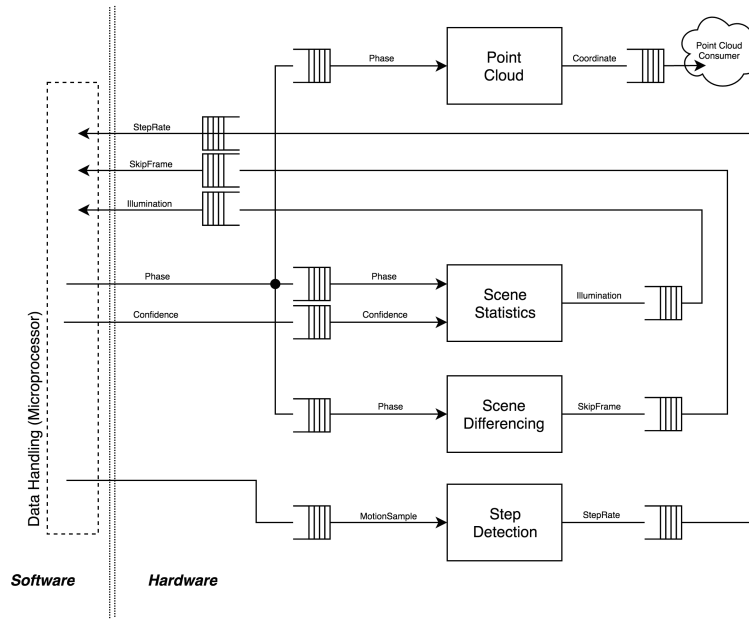 Phase
Point
Cloud
Coordinate
Point Cloud
Consumer
StepRate
SkipFrame
Illumination
Phase
Phase
Scene
Statistics
Illumination
Confidence
Confidence
Phase
Scene
Differencing
SkipFrame
Data Handling (Microprocessor)
MotionSample
Step
Detection
StepRate
Software
Hardware